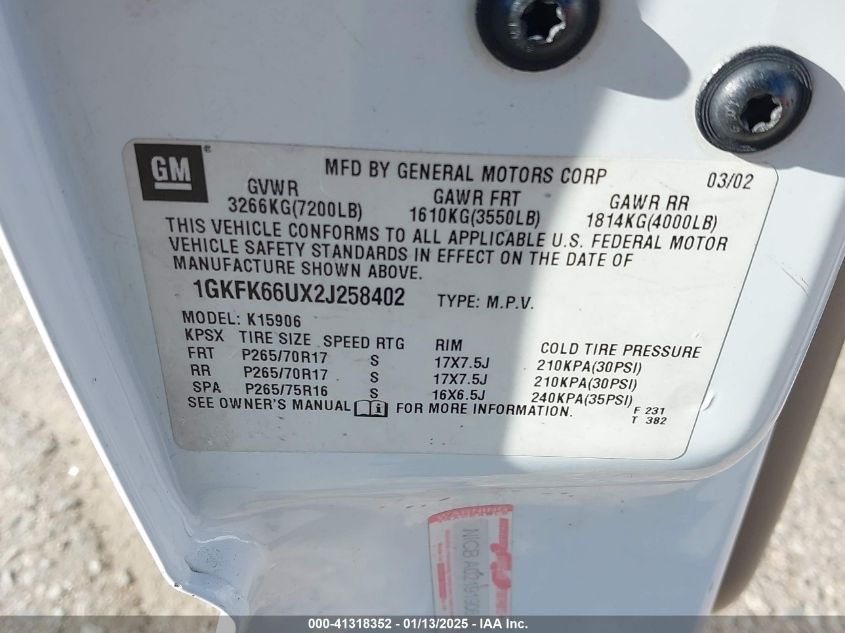 GM
MFD BY GENERAL MOTORS CORP 03/02
GVWR GAWR FRT GAWR RR
3266KG(7200LB) 1610KG(3550LB) 1814KG(4000LB)
THIS VEHICLE CONFORMS TO ALL APPLICABLE U.S. FEDERAL MOTOR
VEHICLE SAFETY STANDARDS IN EFFECT ON THE DATE OF
MANUFACTURE SHOWN ABOVE.
1GKFK66UX2J258402 TYPE: M.P.V.
MODEL: K15906
KPSX TIRE SIZE SPEED RTG RIM COLD TIRE PRESSURE
FRT P265/70R17 S 17X7.5J 210KPA(30PSI)
RR P265/70R17 S 17X7.5J 210KPA(30PSI)
SPA P265/75R16 S 16X6.5J 240KPA(35PSI)
SEE OWNER'S MANUAL FOR MORE INFORMATION.
F 231
T 382
NICB
000-41318352 — 01/13/2025 — IAA Inc.